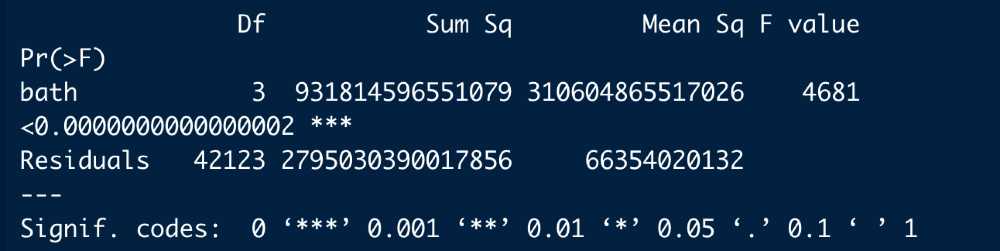 Df Sum Sq Mean Sq F value
Pr(>F)
bath 3 931814596551079 310604865517026 4681
<0.0000000000000002 ***
Residuals 42123 2795030390017856 66354020132
---
Signif. codes: 0 ‘***’ 0.001 ‘**’ 0.01 ‘*’ 0.05 ‘.’ 0.1 ‘ ’ 1